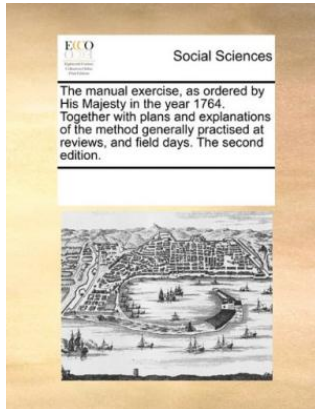 ECCO
Social Sciences
The manual exercise, as ordered by
His Majesty in the year 1764.
Together with plans and explanations
of the method generally practised at
reviews, and field days. The second
edition.